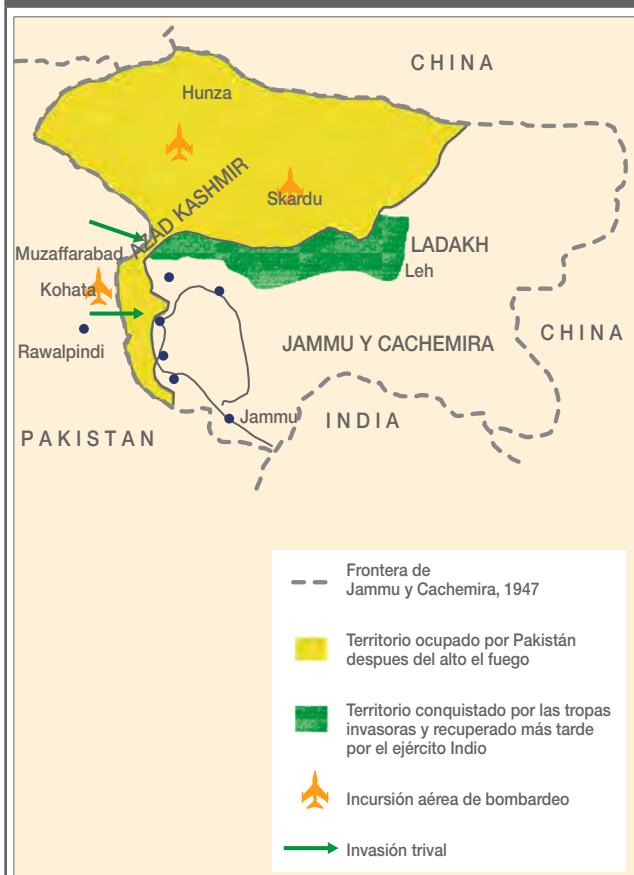 CHINA
Hunza
Skardu
AZAD KASHMIR
Muzaffarabad
LADAKH
Leh
Kohata
CHINA
Rawalpindi
JAMMU Y CACHEMIRA
Jammu
INDIA
PAKISTAN
Frontera de
Jammu y Cachemira, 1947
Territorio ocupado por Pakistán
despues del alto el fuego
Territorio conquistado por las tropas
invasoras y recuperado más tarde
por el ejército Indio
Incursión aérea de bombardeo
Invasión trival